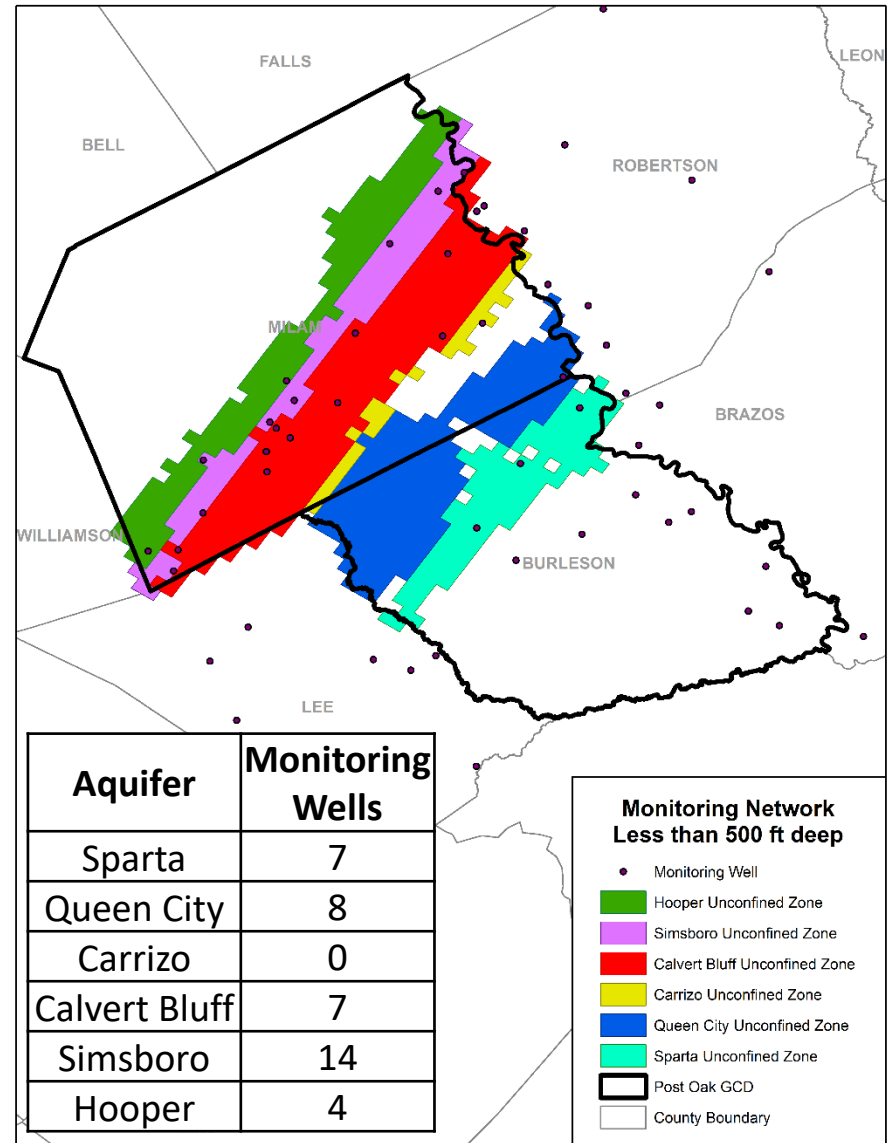 FALLS
LEON
BELL
ROBERTSON
MILAM
BRAZOS
WILLIAMSON
BURLESON
LEE
Aquifer Monitoring Wells
Sparta 7
Queen City 8
Carrizo 0
Calvert Bluff 7
Simsboro 14
Hooper 4
Monitoring Network
Less than 500 ft deep
Monitoring Well
Hooper Unconfined Zone
Simsboro Unconfined Zone
Calvert Bluff Unconfined Zone
Carrizo Unconfined Zone
Queen City Unconfined Zone
Sparta Unconfined Zone
Post Oak GCD
County Boundary